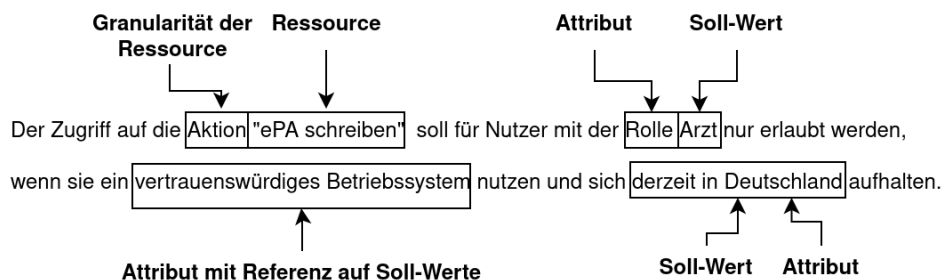 Granularität der
Ressource
Ressource
Attribut
Soll-Wert
Der Zugriff auf die Aktion "ePA schreiben" soll für Nutzer mit der Rolle Arzt nur erlaubt werden,
wenn sie ein vertrauenswürdiges Betriebssystem nutzen und sich derzeit in Deutschland aufhalten.
Attribut mit Referenz auf Soll-Werte
Soll-Wert
Attribut